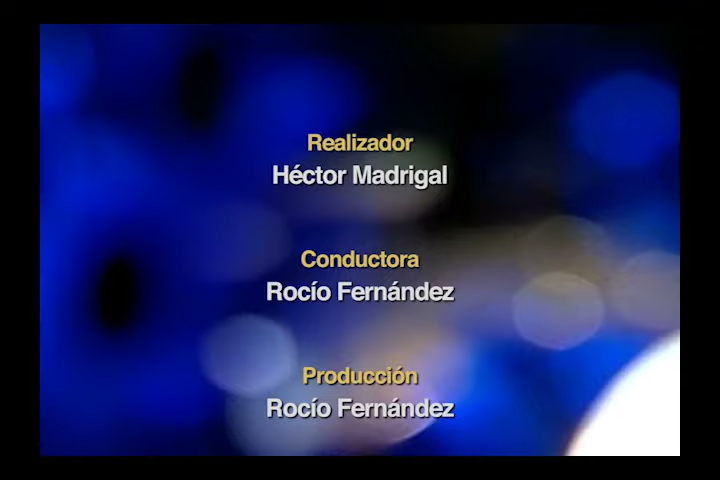 Realizador
Héctor Madrigal
Conductora
Rocío Fernández
Producción
Rocío Fernández